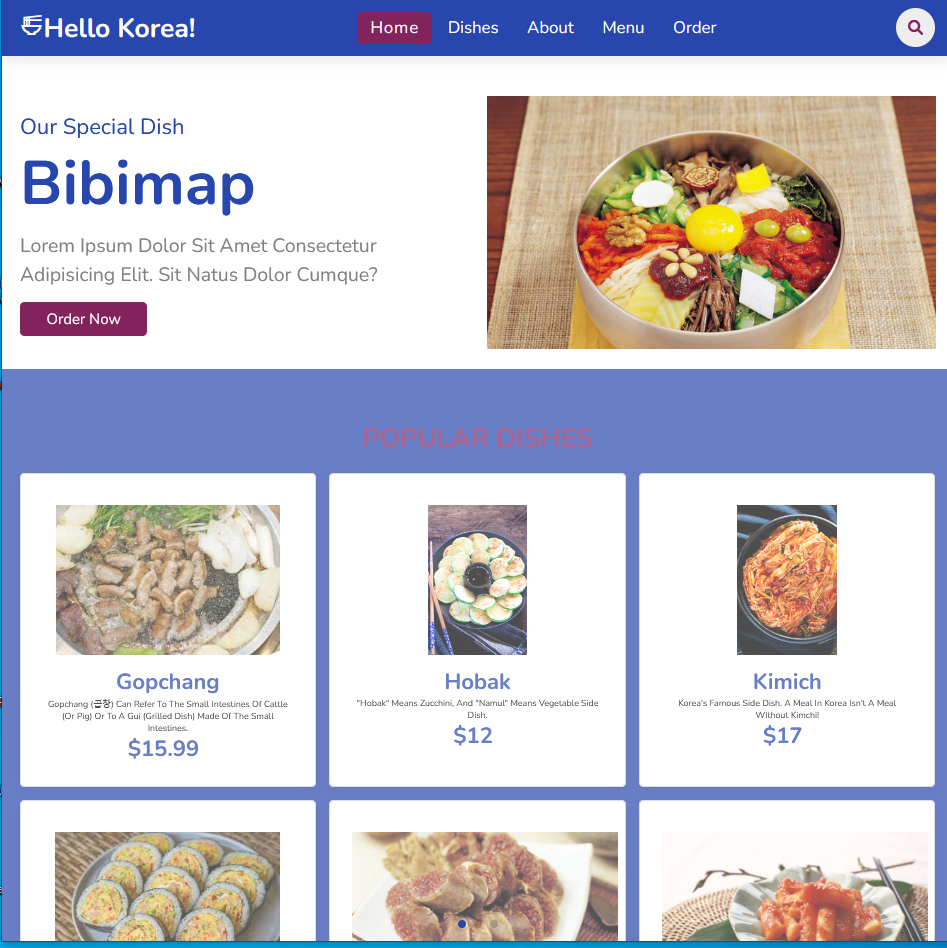 Hello Korea!
Home Dishes About Menu Order
Our Special Dish
Bibimap
Lorem Ipsum Dolor Sit Amet Consectetur
Adipisicing Elit. Sit Natus Dolor Cumque?
Order Now
POPULAR DISHES
Gopchang
Gopchang (곱창) Can Refer To The Small Intestines Of Cattle
(Or Pig) Or To A Gui (Grilled Dish) Made Of The Small
Intestines.
$15.99
Hobak
"Hobak" Means Zucchini, And "Namul" Means Vegetable Side
Dish.
$12
Kimich
Korea's Famous Side Dish. A Meal In Korea Isn't A Meal
Without Kimchi!
$17